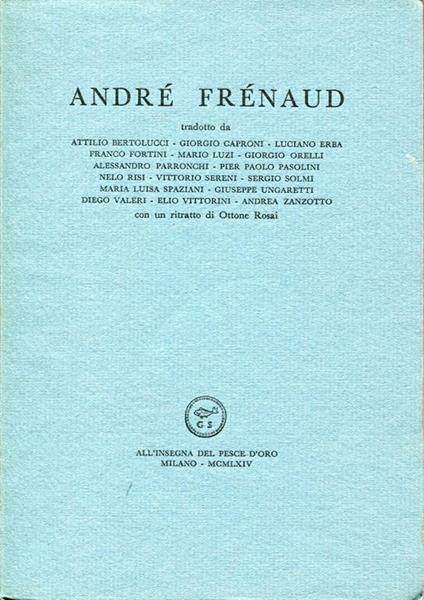 ANDRÉ FRÉNAUD
tradotto da
ATTILIO BERTOLUCCI - GIORGIO CAPRONI - LUCIANO ERBA
FRANCO FORTINI - MARIO LUZI - GIORGIO ORELLI
ALESSANDRO PARRONCHI - PIER PAOLO PASOLINI
NELO RISI - VITTORIO SERENI - SERGIO SOLMI
MARIA LUISA SPAZIANI - GIUSEPPE UNGARETTI
DIEGO VALERI - ELIO VITTORINI - ANDREA ZANZOTTO
con un ritratto di Ottone Rosai
G S
ALL'INSEGNA DEL PESCE D'ORO
MILANO - MCMLXIV